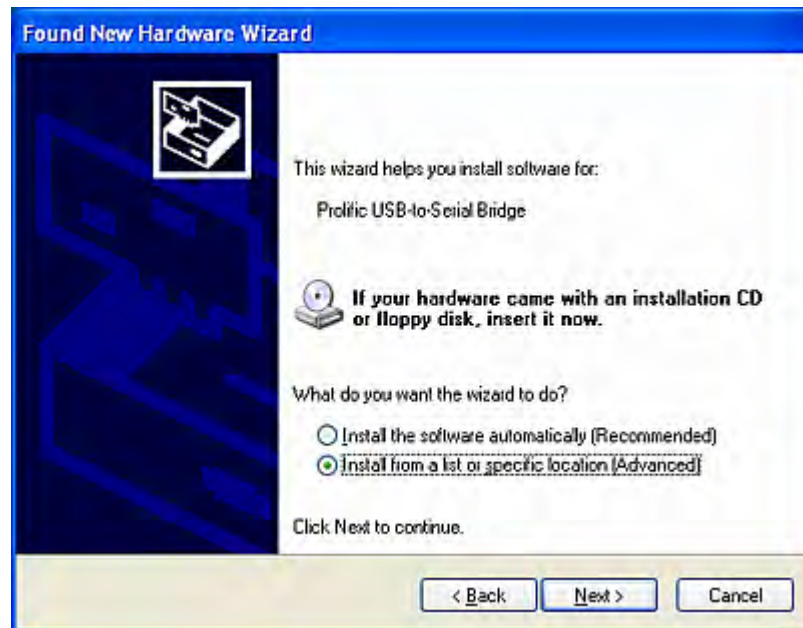 Found New Hardware Wizard
This wizard helps you install software for:
Prolific USB-to-Serial Bridge
If your hardware came with an installation CD
or floppy disk, insert it now.
What do you want the wizard to do?
Install the software automatically (Recommended)
Install from a list or specific location (Advanced)
Click Next to continue.
< Back
Next >
Cancel